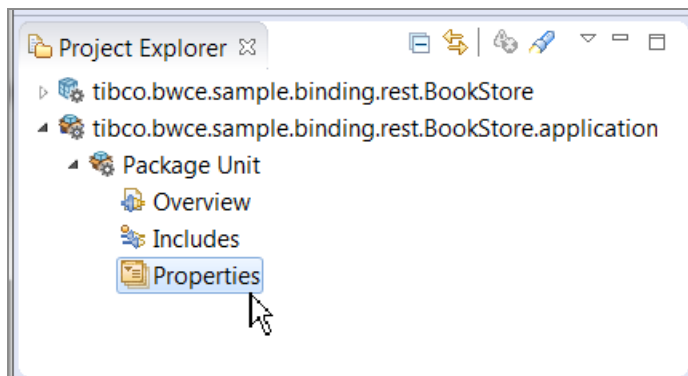 Project Explorer
tibco.bwce.sample.binding.rest.BookStore
tibco.bwce.sample.binding.rest.BookStore.application
Package Unit
Overview
Includes
Properties